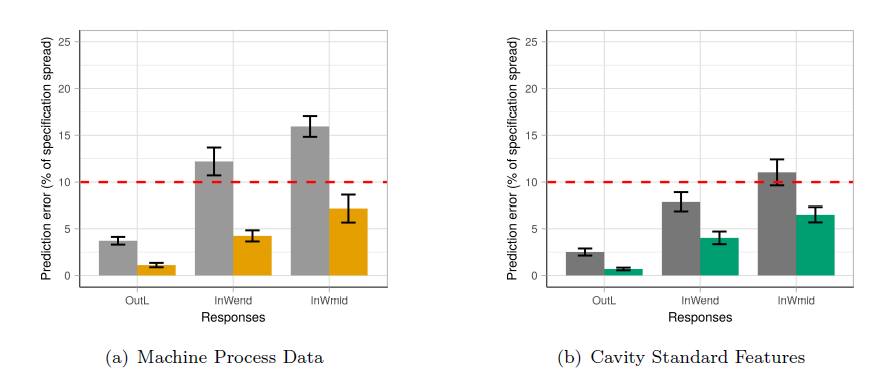 Prediction error (% of specification spread)
25
20
15
10
5
0
OutL InWend InWmid
Responses
(a) Machine Process Data
Prediction error (% of specification spread)
25
20
15
10
5
0
OutL InWend InWmid
Responses
(b) Cavity Standard Features